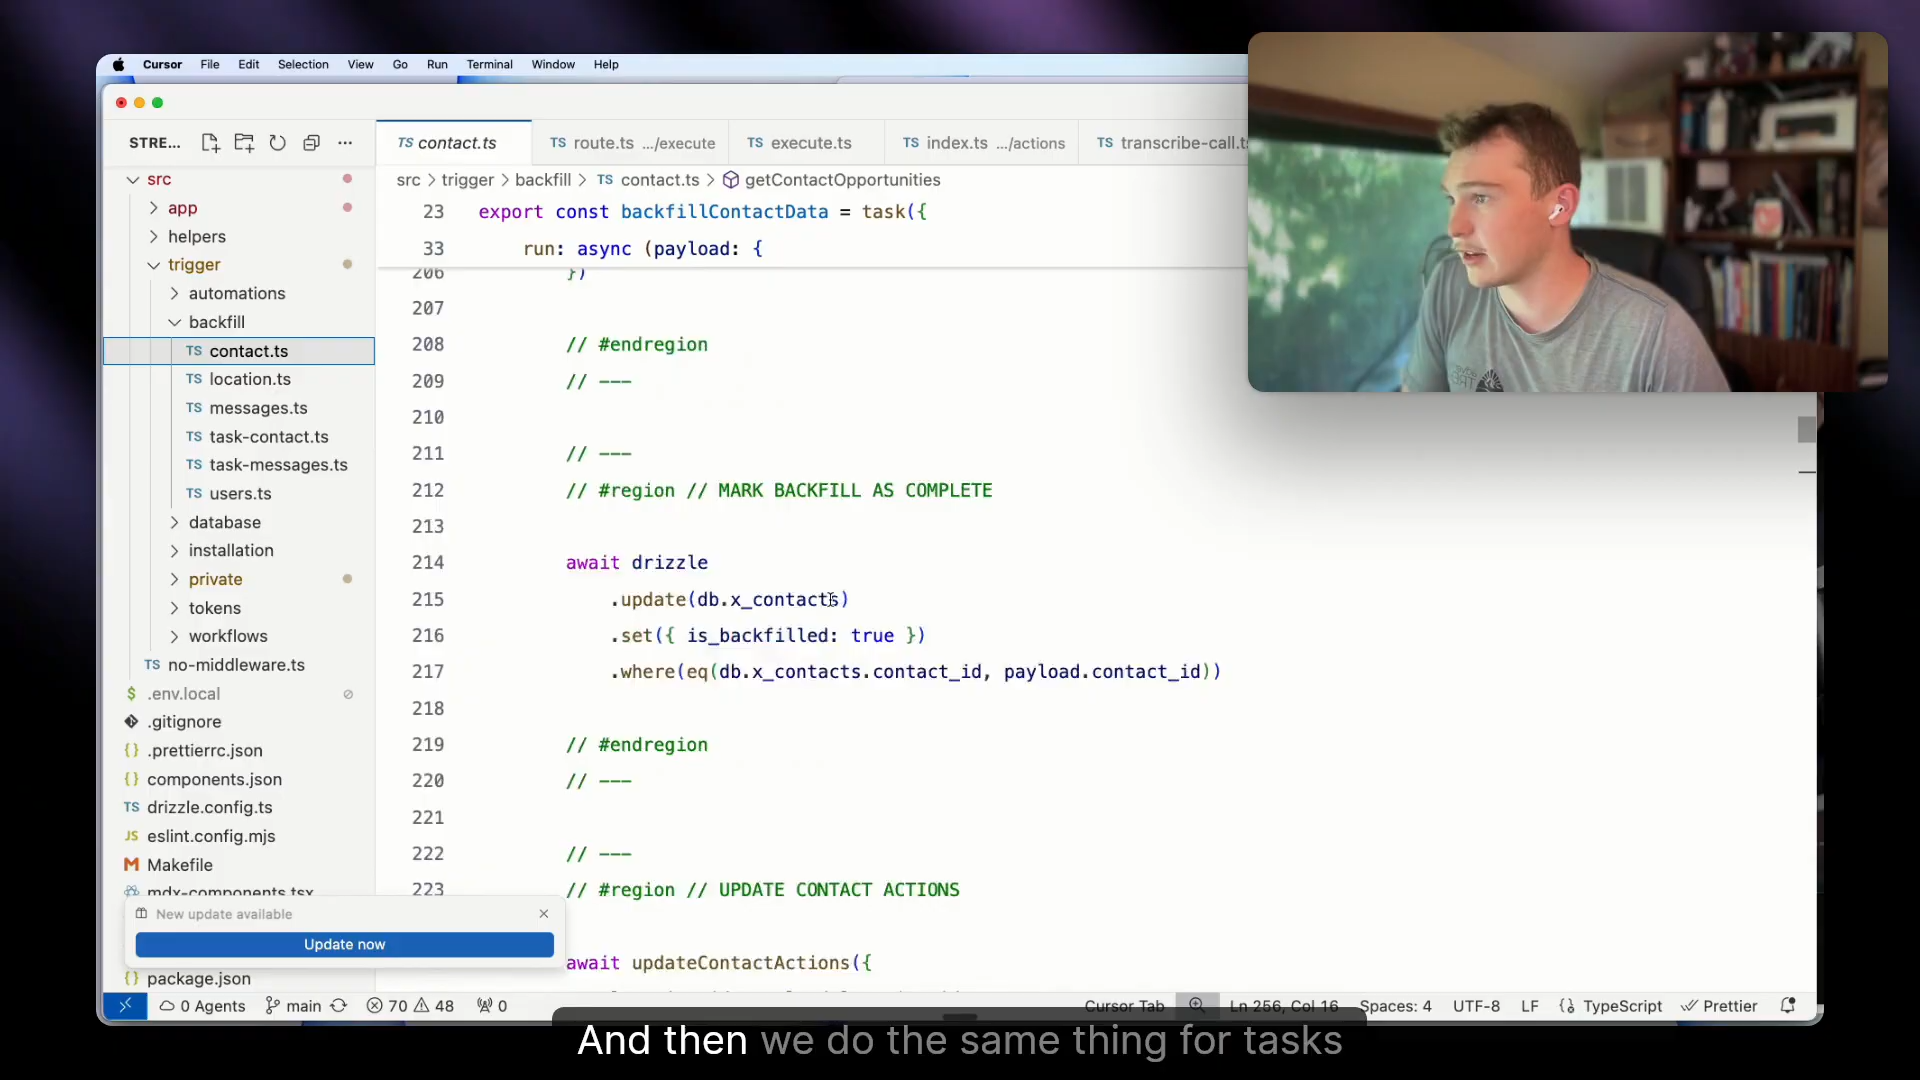 Cursor File Edit Selection View Go Run Terminal Window Help
STRE...
TS contact.ts TS route.ts .../execute TS execute.ts TS index.ts .../actions TS transcribe-call.ts
src > trigger > backfill > TS contact.ts > getContactOpportunities
23 export const backfillContactData = task({
33 run: async (payload: {
206 })
207
208 // #endregion
209 // ---
210
211 // ---
212 // #region // MARK BACKFILL AS COMPLETE
213
214 await drizzle
215 .update(db.x_contacts)
216 .set({ is_backfilled: true })
217 .where(eq(db.x_contacts.contact_id, payload.contact_id))
218
219 // #endregion
220 // ---
221
222 // ---
223 // #region // UPDATE CONTACT ACTIONS
await updateContactActions({
src
app
helpers
trigger
automations
backfill
TS contact.ts
TS location.ts
TS messages.ts
TS task-contact.ts
TS task-messages.ts
TS users.ts
database
installation
private
tokens
workflows
TS no-middleware.ts
$ .env.local
.gitignore
{} .prettierrc.json
{} components.json
TS drizzle.config.ts
JS eslint.config.mjs
M Makefile
mdx-components.tsx
New update available
Update now
{} package.json
0 Agents main 70 48 0 Cursor Tab Ln 256, Col 16 Spaces: 4 UTF-8 LF {} TypeScript Prettier
And then we do the same thing for tasks